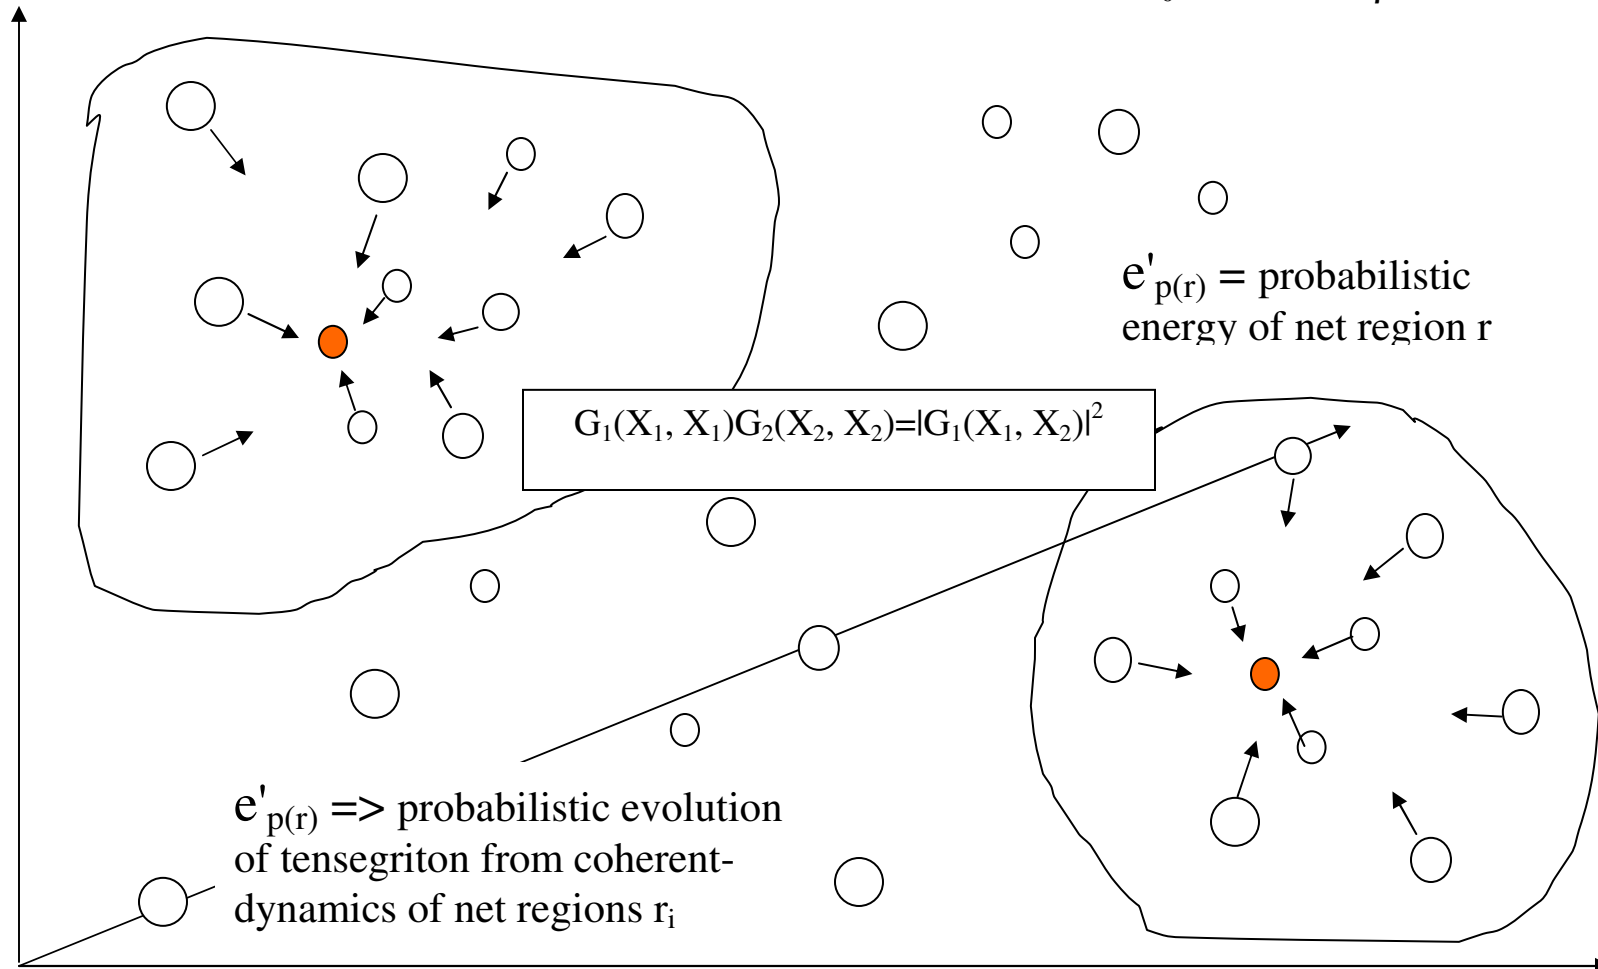 e'p(r) = probabilistic
energy of net region r
G₁(X₁, X₁)G₂(X₂, X₂)=|G₁(X₁, X₂)|²
e'p(r) => probabilistic evolution
of tensegriton from coherent-
dynamics of net regions rᵢ